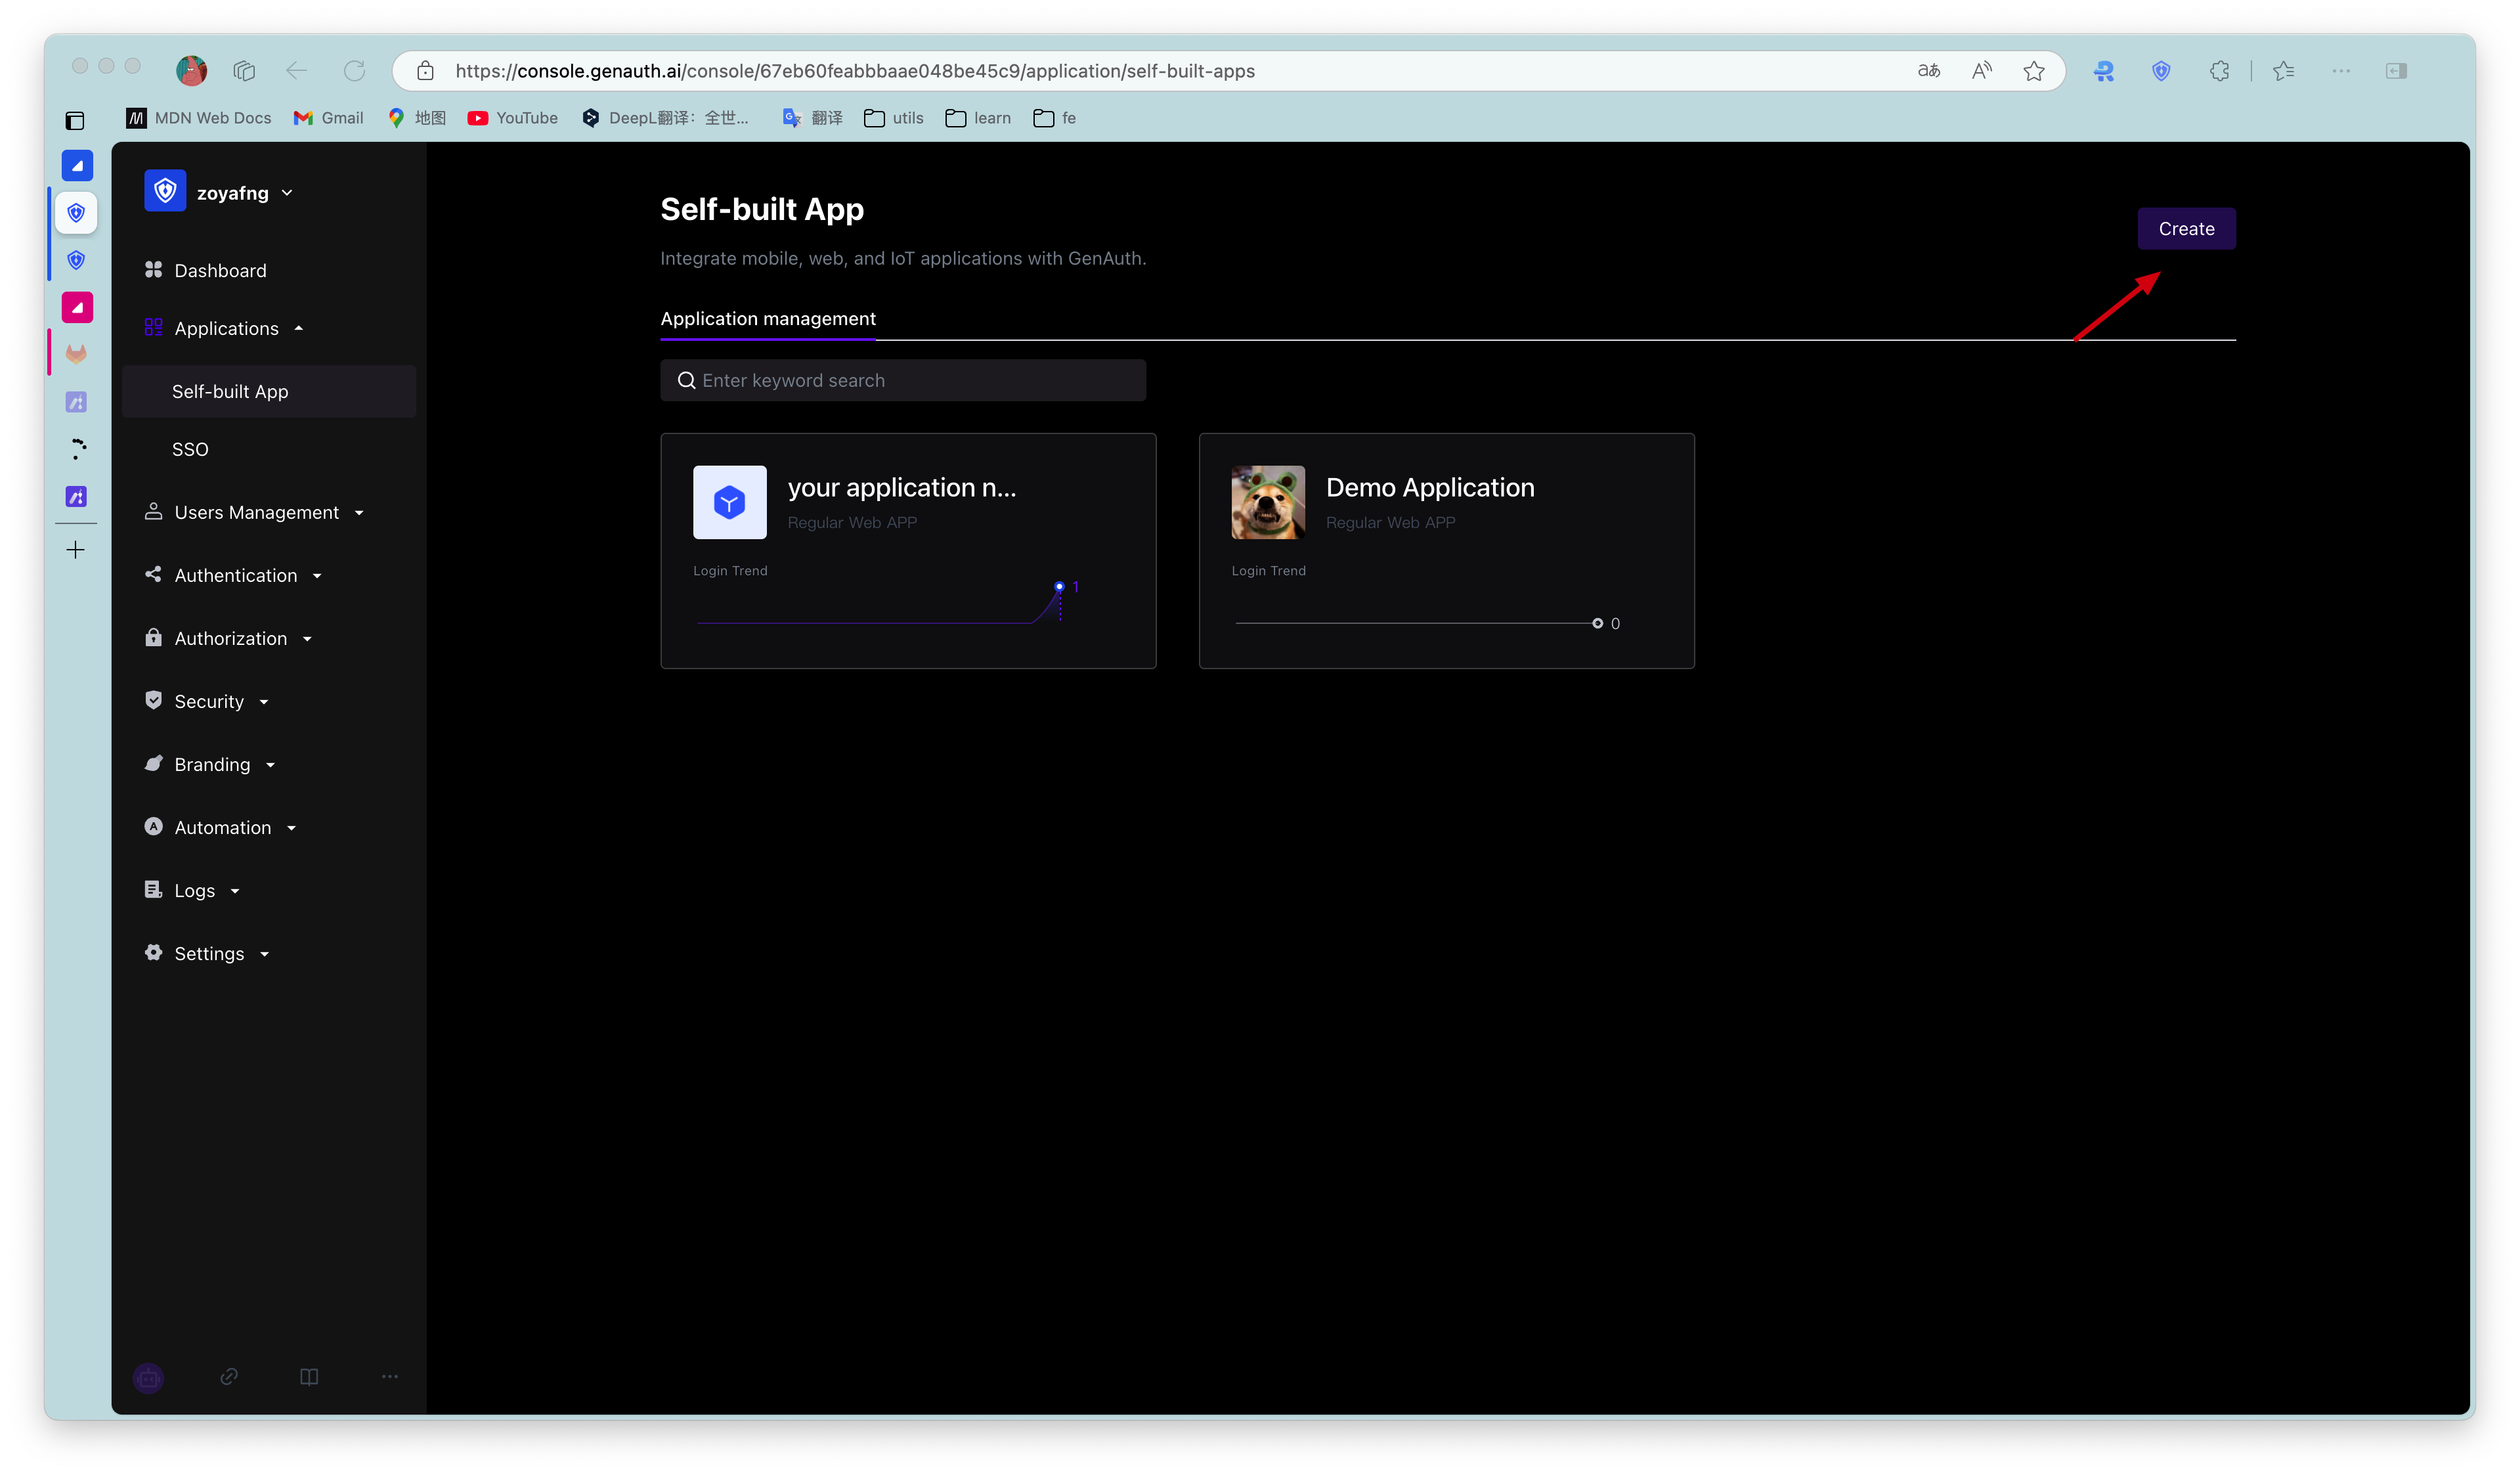 https://console.genauth.ai/console/67eb60feabbbaae048be45c9/application/self-built-apps
MDN Web Docs
Gmail
地图
YouTube
DeepL翻译：全世...
翻译
utils
learn
fe
zoyafng
Dashboard
Applications
Self-built App
SSO
Users Management
Authentication
Authorization
Security
Branding
Automation
Logs
Settings
Self-built App
Integrate mobile, web, and IoT applications with GenAuth.
Create
Application management
Enter keyword search
your application n...
Regular Web APP
Login Trend
1
Demo Application
Regular Web APP
Login Trend
0